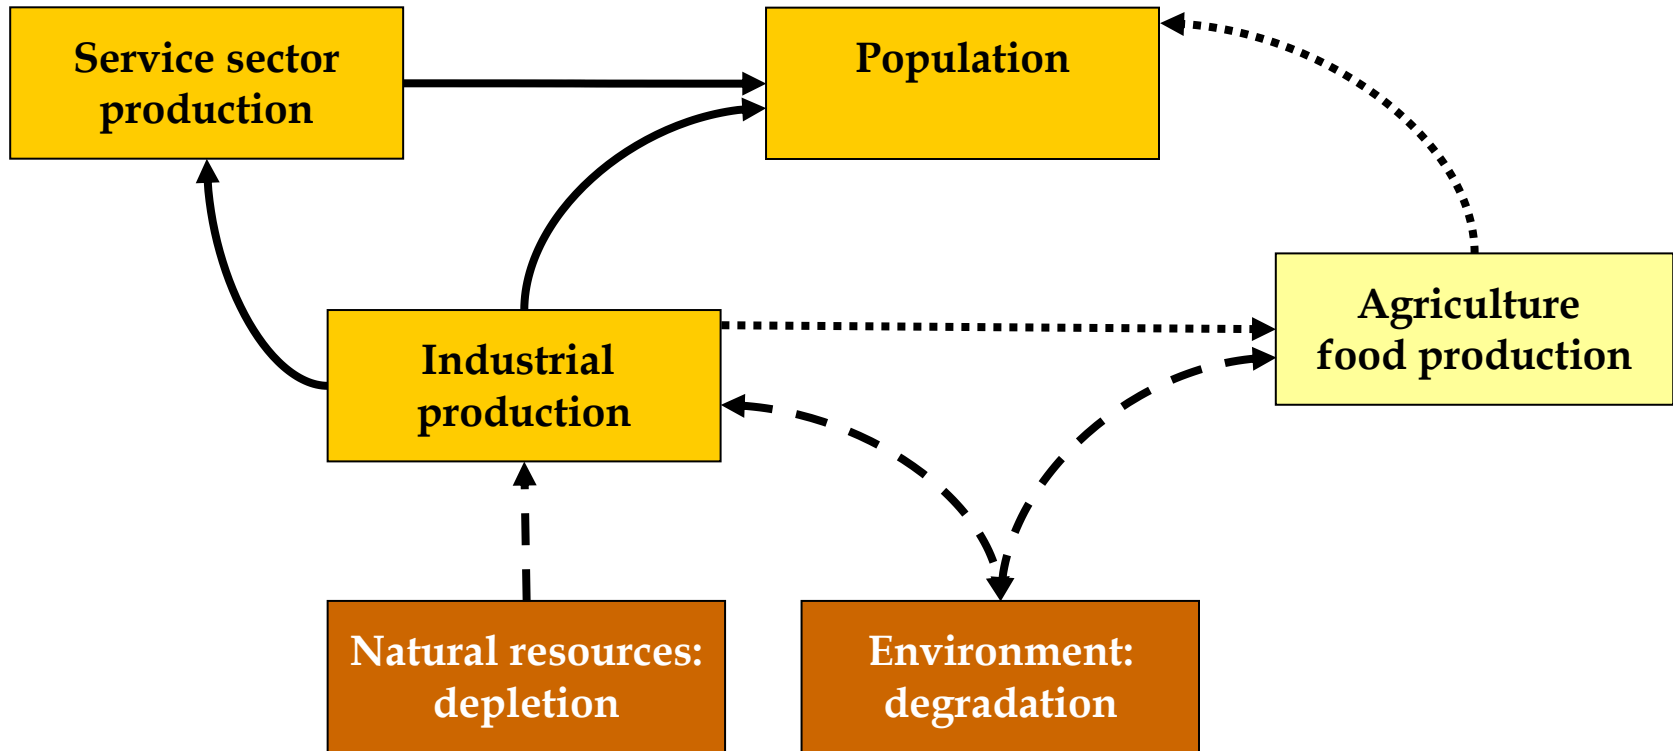 Service sector
production
Population
Agriculture
food production
Industrial
production
Natural resources:
depletion
Environment:
degradation